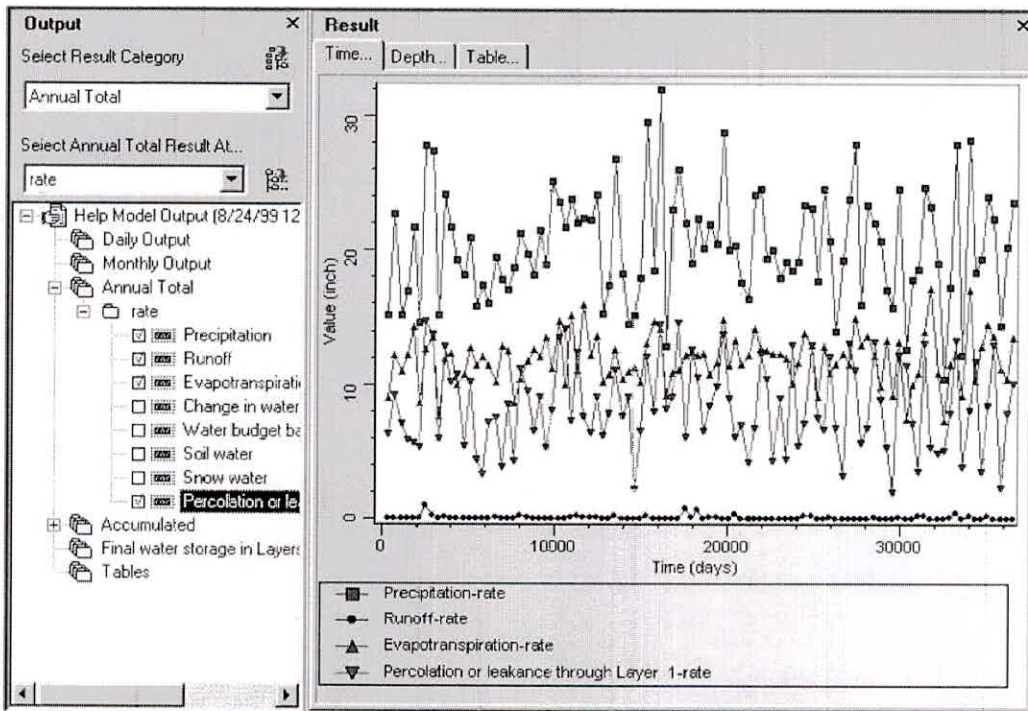 Output
Select Result Category
Annual Total
Select Annual Total Result At...
rate
Help Model Output (8/24/99 12
Daily Output
Monthly Output
Annual Total
rate
Precipitation
Runoff
Evapotranspirati
Change in water
Water budget ba
Soil water
Snow water
Percolation or lea
Accumulated
Final water storage in Layers
Tables
Result
Time...
Depth...
Table...
Value (inch)
30
20
10
0
0
10000
20000
30000
Time (days)
Precipitation-rate
Runoff-rate
Evapotranspiration-rate
Percolation or leakance through Layer 1-rate